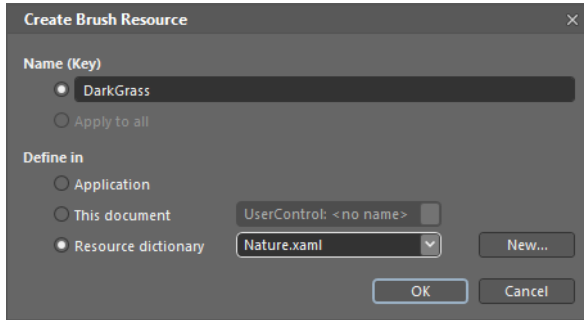 Create Brush Resource
Name (Key)
DarkGrass
Apply to all
Define in
Application
This document UserControl: <no name>
Resource dictionary Nature.xaml New...
OK Cancel